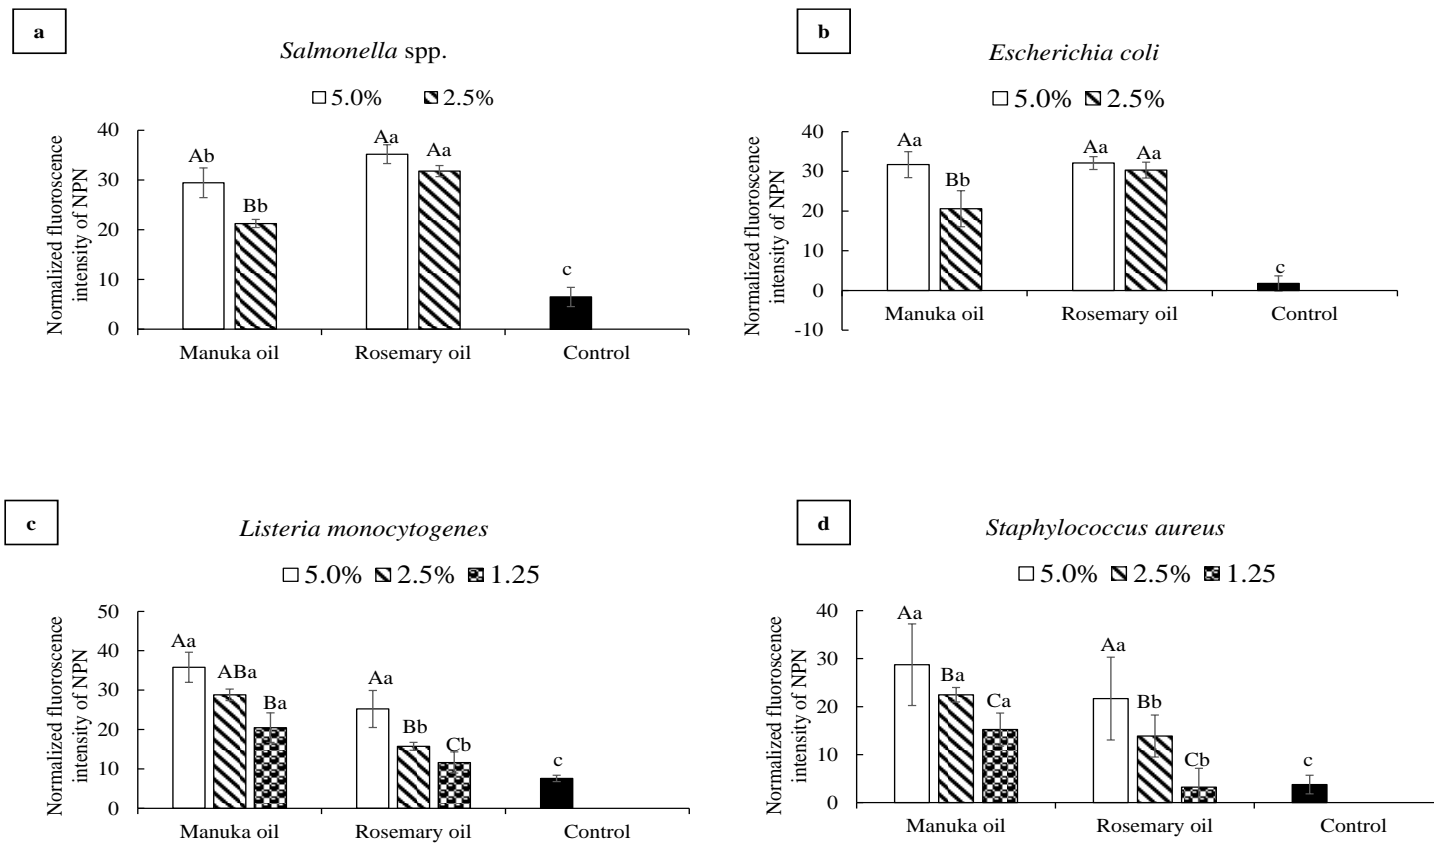 a
Salmonella spp.
5.0% 2.5%
Normalized fluoroscence
intensity of NPN
40
30
20
10
0
Ab
Bb
Aa
Aa
c
Manuka oil Rosemary oil Control
b
Escherichia coli
5.0% 2.5%
Normalized fluoroscence
intensity of NPN
40
30
20
10
0
-10
Aa
Bb
Aa
Aa
c
Manuka oil Rosemary oil Control
c
Listeria monocytogenes
5.0% 2.5% 1.25
Normalized fluoroscence
intensity of NPN
50
40
30
20
10
0
Aa
ABa
Ba
Aa
Bb
Cb
c
Manuka oil Rosemary oil Control
d
Staphylococcus aureus
5.0% 2.5% 1.25
Normalized fluoroscence
intensity of NPN
40
30
20
10
0
Aa
Ba
Ca
Aa
Bb
Cb
c
Manuka oil Rosemary oil Control